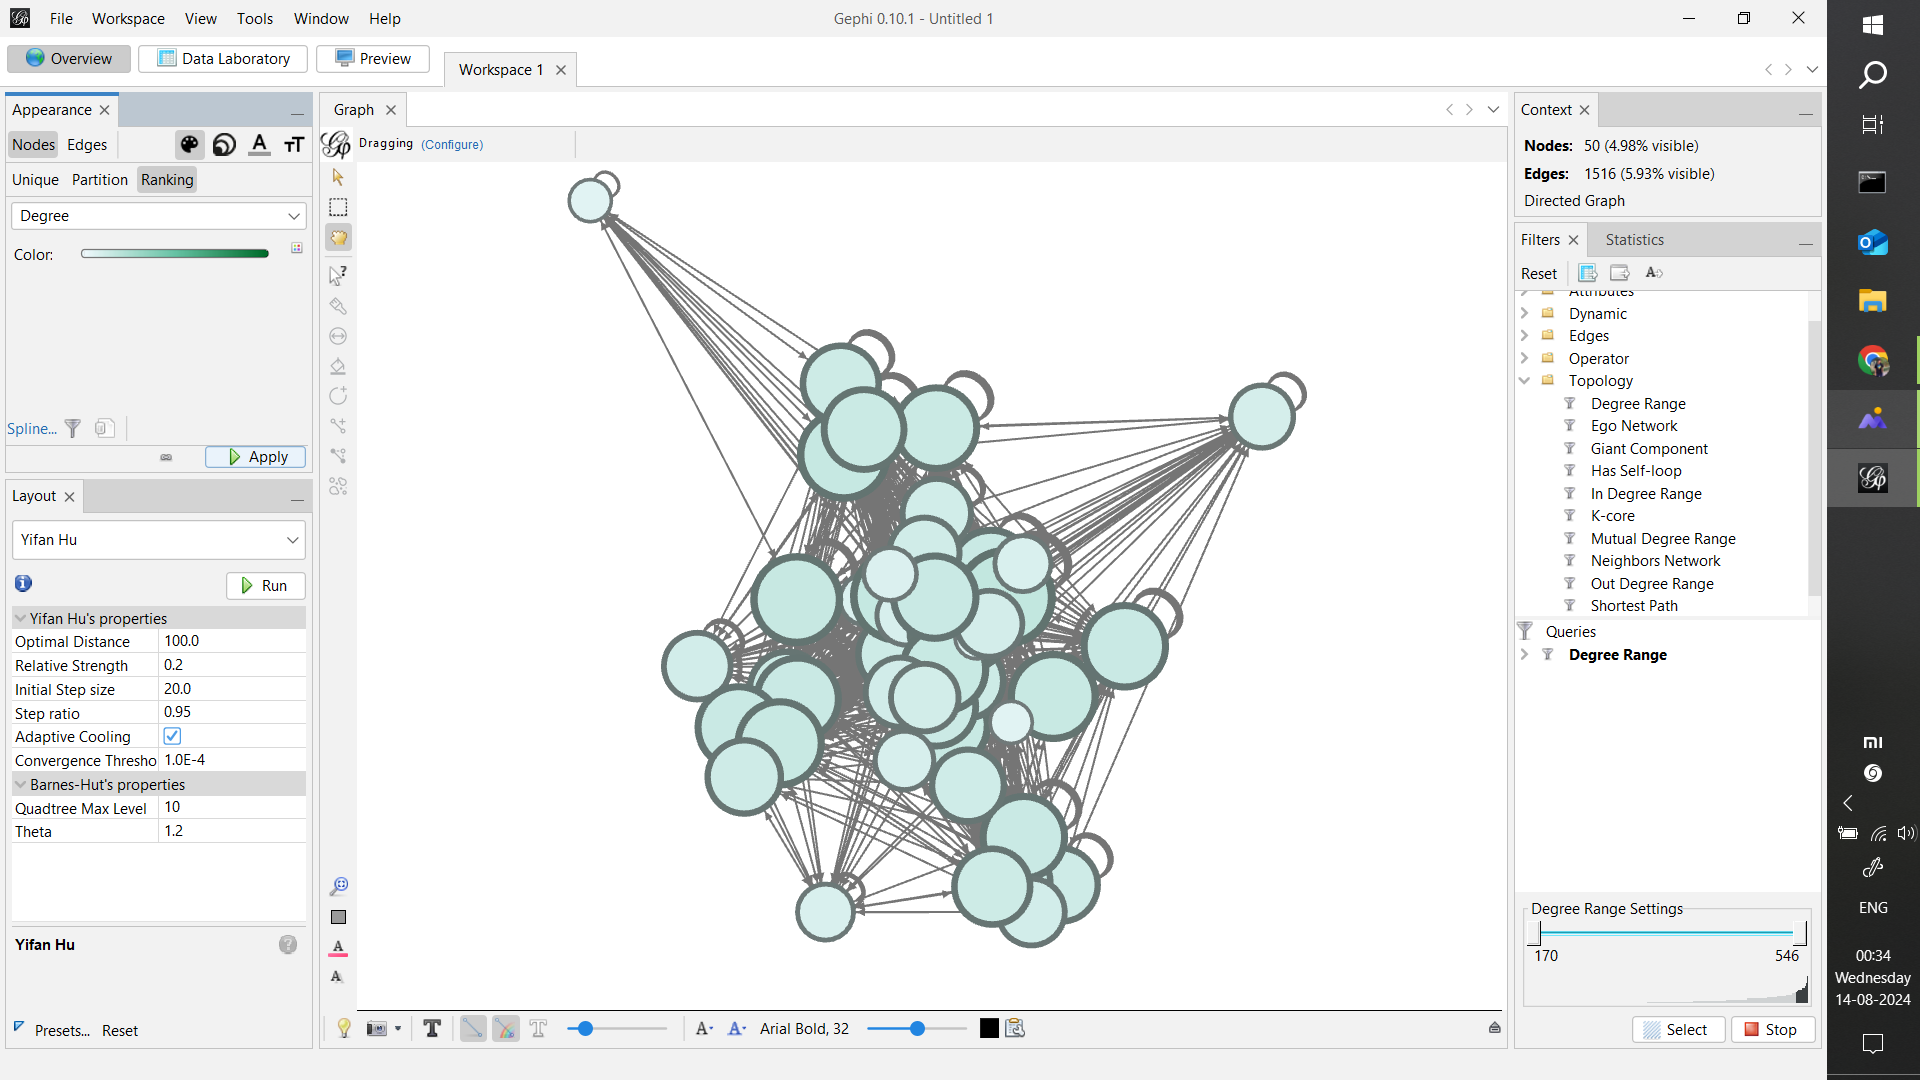 File Workspace View Tools Window Help
Gephi 0.10.1 - Untitled 1
Overview
Data Laboratory
Preview
Workspace 1
Appearance
Nodes Edges
Unique Partition Ranking
Degree
Color:
Spline...
Apply
Layout
Yifan Hu
Run
Yifan Hu's properties
Optimal Distance 100.0
Relative Strength 0.2
Initial Step size 20.0
Step ratio 0.95
Adaptive Cooling
Convergence Thresho 1.0E-4
Barnes-Hut's properties
Quadtree Max Level 10
Theta 1.2
Yifan Hu
Presets... Reset
Graph
Dragging (Configure)
Arial Bold, 32
Context
Nodes: 50 (4.98% visible)
Edges: 1516 (5.93% visible)
Directed Graph
Filters Statistics
Reset
Attributes
Dynamic
Edges
Operator
Topology
Degree Range
Ego Network
Giant Component
Has Self-loop
In Degree Range
K-core
Mutual Degree Range
Neighbors Network
Out Degree Range
Shortest Path
Queries
Degree Range
Degree Range Settings
170 546
Select Stop
ENG
00:34
Wednesday
14-08-2024